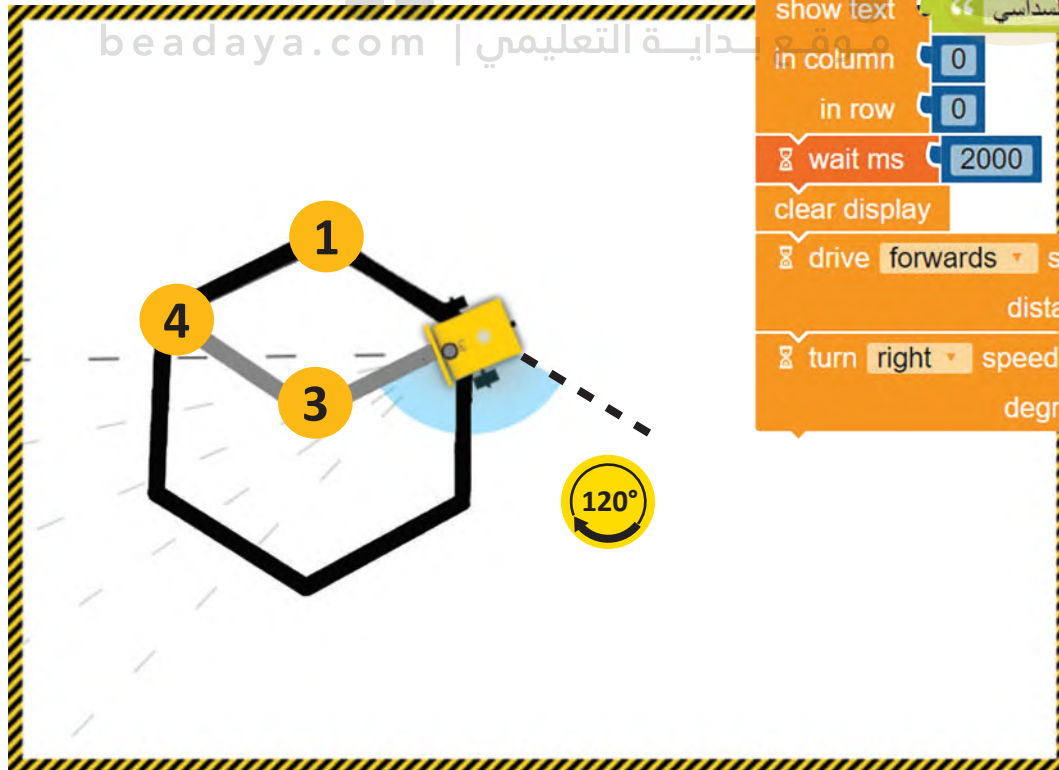 show text “ السداسي
beadaya.com | موقع بداية التعليمي
in column 0
in row 0
wait ms 2000
clear display
drive forwards
turn right speed
1
4
3
120°